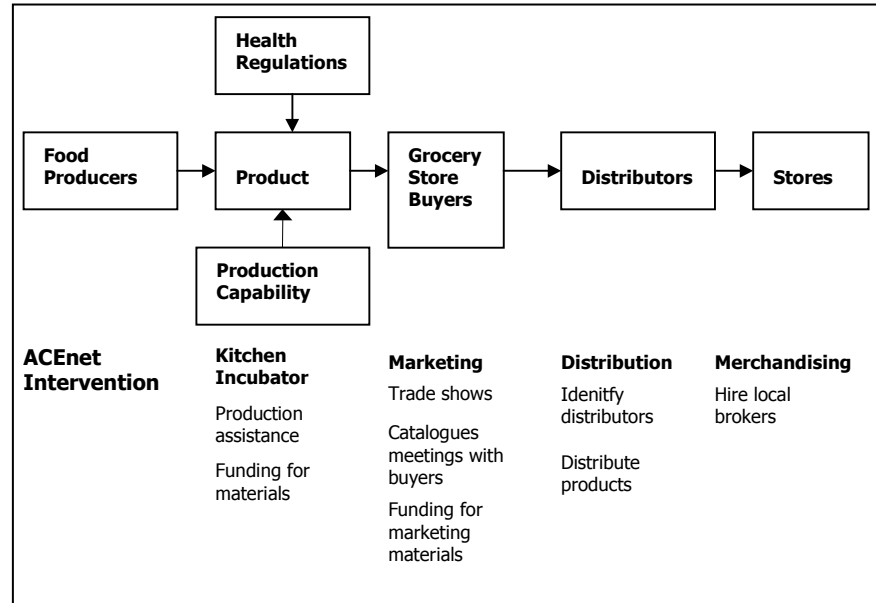 Health
Regulations
Food
Producers
Product
Grocery
Store
Buyers
Distributors
Stores
Production
Capability
ACEnet
Intervention
Kitchen
Incubator
Production
assistance
Funding for
materials
Marketing
Trade shows
Catalogues
meetings with
buyers
Funding for
marketing
materials
Distribution
Idenitfy
distributors
Distribute
products
Merchandising
Hire local
brokers